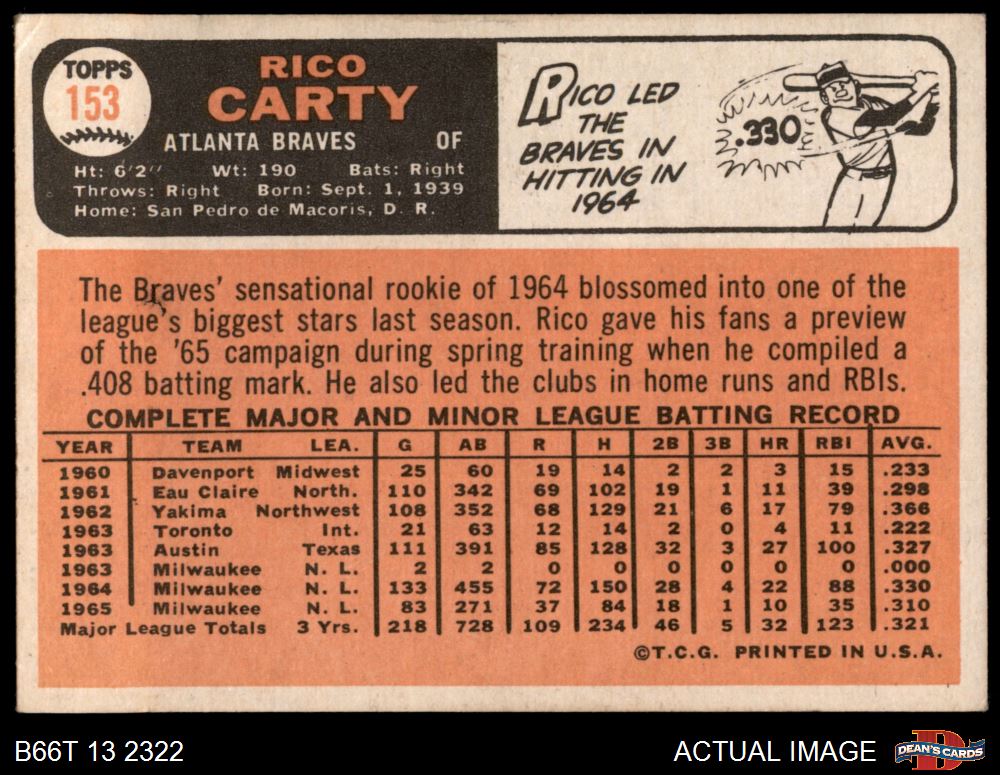 TOPPS
153
RICO
CARTY
ATLANTA BRAVES OF
Ht: 6'2" Wt: 190 Bats: Right
Throws: Right Born: Sept. 1, 1939
Home: San Pedro de Macoris, D. R.
RICO LED
THE
BRAVES IN
HITTING IN
1964
.330
The Braves' sensational rookie of 1964 blossomed into one of the
league's biggest stars last season. Rico gave his fans a preview
of the '65 campaign during spring training when he compiled a
.408 batting mark. He also led the clubs in home runs and RBIs.
COMPLETE MAJOR AND MINOR LEAGUE BATTING RECORD
YEAR TEAM LEA. G AB R H 2B 3B HR RBI AVG.
1960 Davenport Midwest 25 60 19 14 2 2 3 15 .233
1961 Eau Claire North. 110 342 69 102 19 1 11 39 .298
1962 Yakima Northwest 108 352 68 129 21 6 17 79 .366
1963 Toronto Int. 21 63 12 14 2 0 4 11 .222
1963 Austin Texas 111 391 85 128 32 3 27 100 .327
1963 Milwaukee N. L. 2 2 0 0 0 0 0 0 .000
1964 Milwaukee N. L. 133 455 72 150 28 4 22 88 .330
1965 Milwaukee N. L. 83 271 37 84 18 1 10 35 .310
Major League Totals 3 Yrs. 218 728 109 234 46 5 32 123 .321
©T.C.G. PRINTED IN U.S.A.
B66T 13 2322
ACTUAL IMAGE
D
DEAN'S CARDS